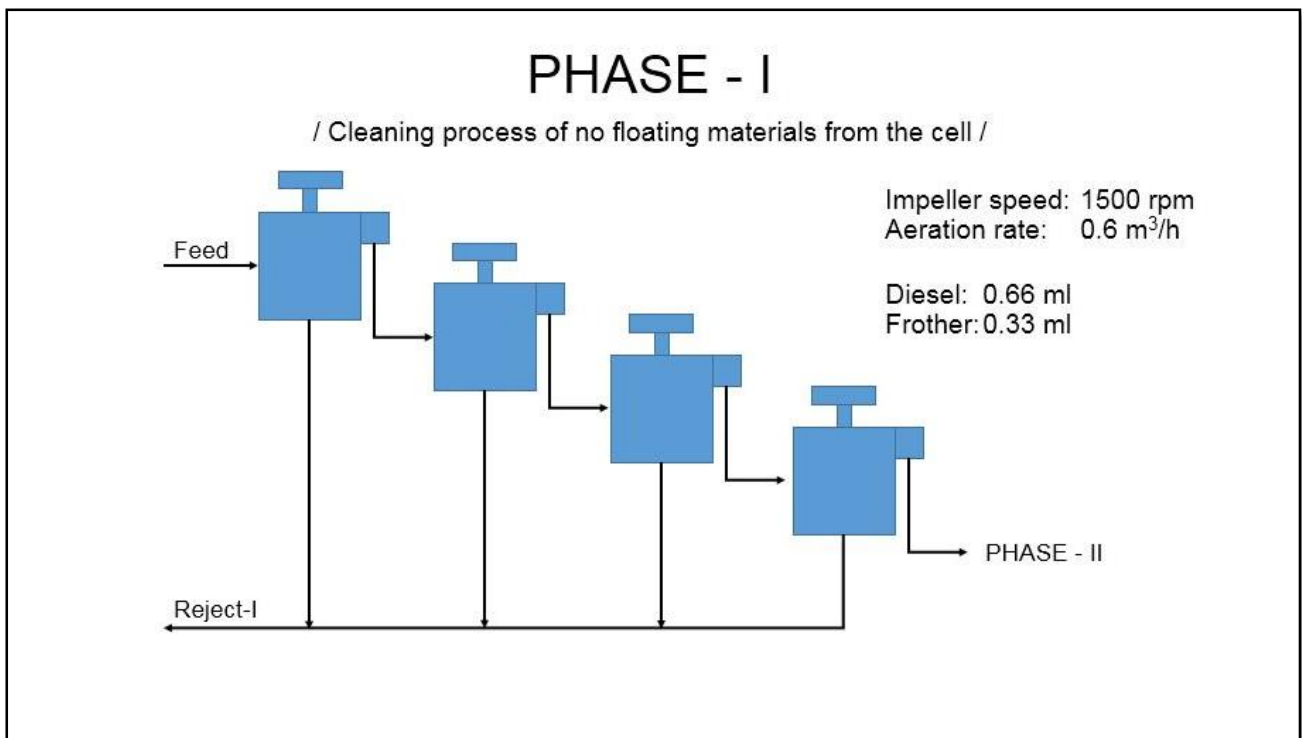 PHASE - I
/ Cleaning process of no floating materials from the cell /
Impeller speed: 1500 rpm
Aeration rate: 0.6 m³/h
Feed
Diesel: 0.66 ml
Frother: 0.33 ml
PHASE - II
Reject-I